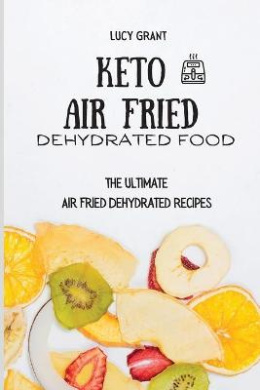 LUCY GRANT
KETO
AIR FRIED
DEHYDRATED FOOD
THE ULTIMATE
AIR FRIED DEHYDRATED RECIPES